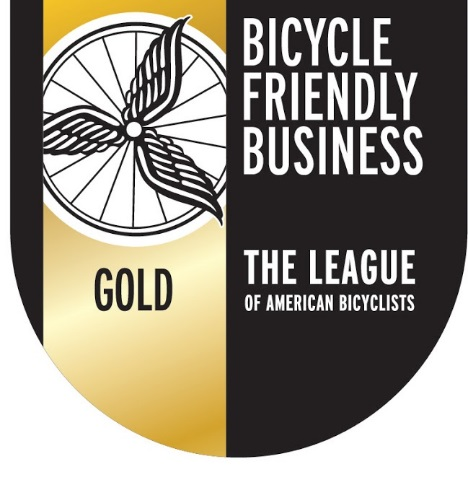 BICYCLE
FRIENDLY
BUSINESS
THE LEAGUE
OF AMERICAN BICYCLISTS
GOLD